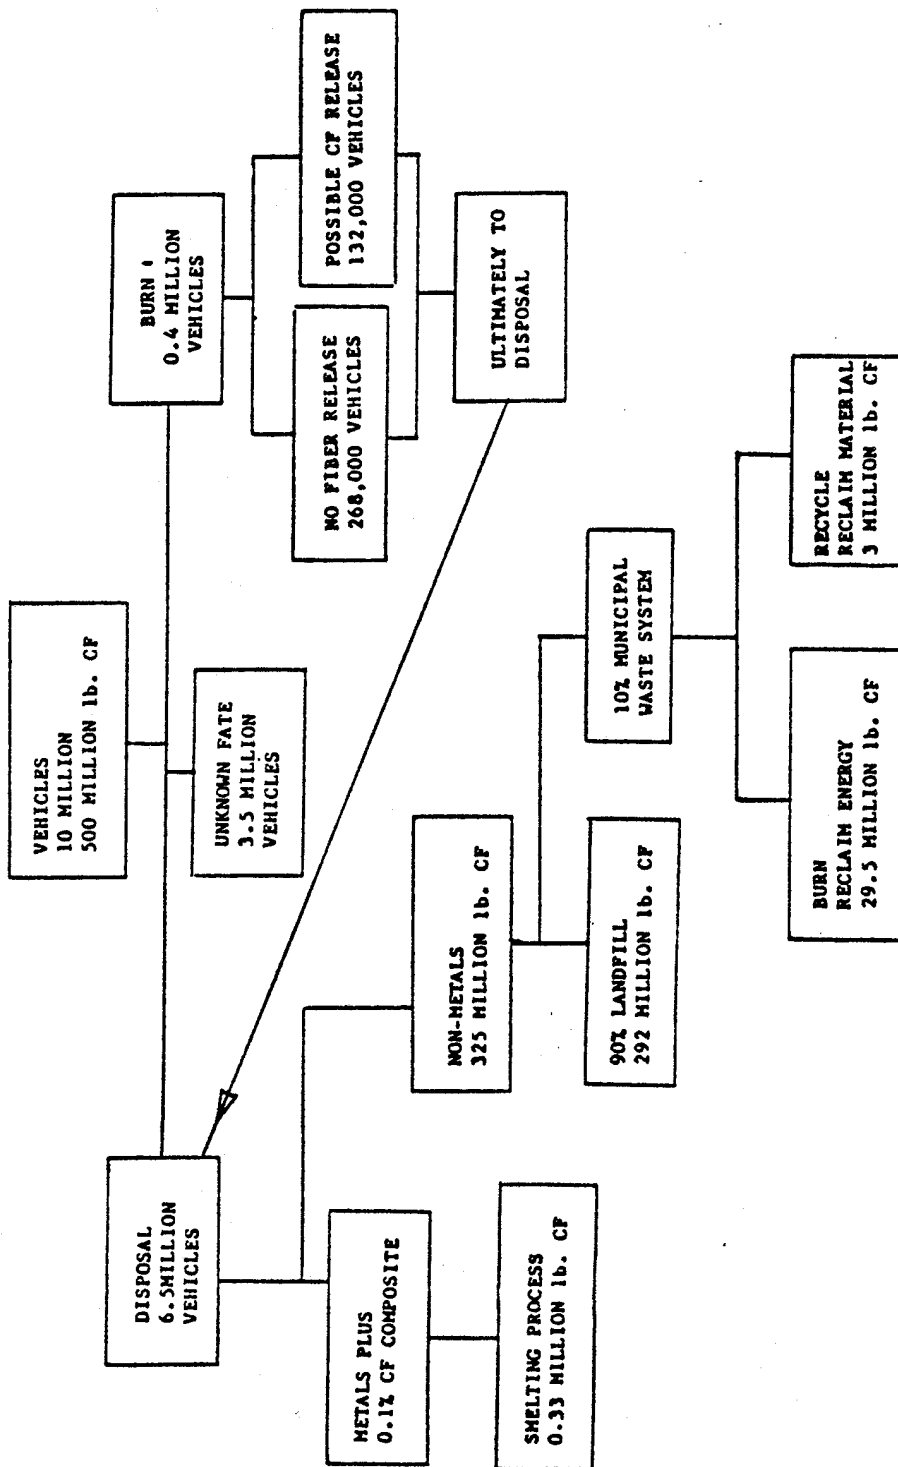 VEHICLES
10 MILLION
500 MILLION lb. CF
DISPOSAL
6.5MILLION
VEHICLES
UNKNOWN FATE
3.5 MILLION
VEHICLES
BURN
0.4 MILLION
VEHICLES
METALS PLUS
0.1% CF COMPOSITE
NON-METALS
325 MILLION lb. CF
NO FIBER RELEASE
268,000 VEHICLES
POSSIBLE CF RELEASE
132,000 VEHICLES
SMELTING PROCESS
0.33 MILLION lb. CF
90% LANDFILL
292 MILLION lb. CF
10% MUNICIPAL
WASTE SYSTEM
ULTIMATELY TO
DISPOSAL
BURN
RECLAIM ENERGY
29.5 MILLION lb. CF
RECYCLE
RECLAIM MATERIAL
3 MILLION lb. CF